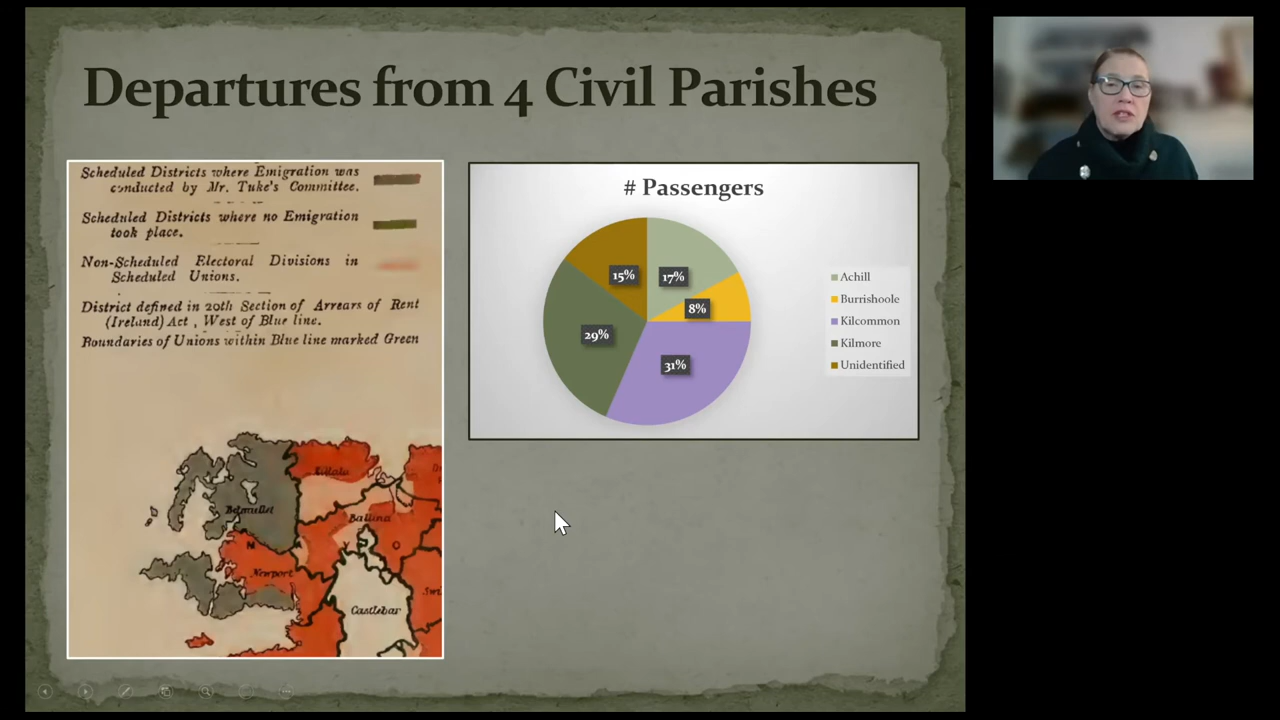 Departures from 4 Civil Parishes
Scheduled Districts where Emigration was
conducted by Mr. Tuke's Committee.
Scheduled Districts where no Emigration
took place.
Non-Scheduled Electoral Divisions in
Scheduled Unions.
District defined in 20th Section of Arrears of Rent
(Ireland) Act, West of Blue line.
Boundaries of Unions within Blue line marked Green
Killala
Belmullet
Ballina
M A Y O
Newport
Castlebar
# Passengers
15%
17%
8%
29%
31%
Achill
Burrishoole
Kilcommon
Kilmore
Unidentified